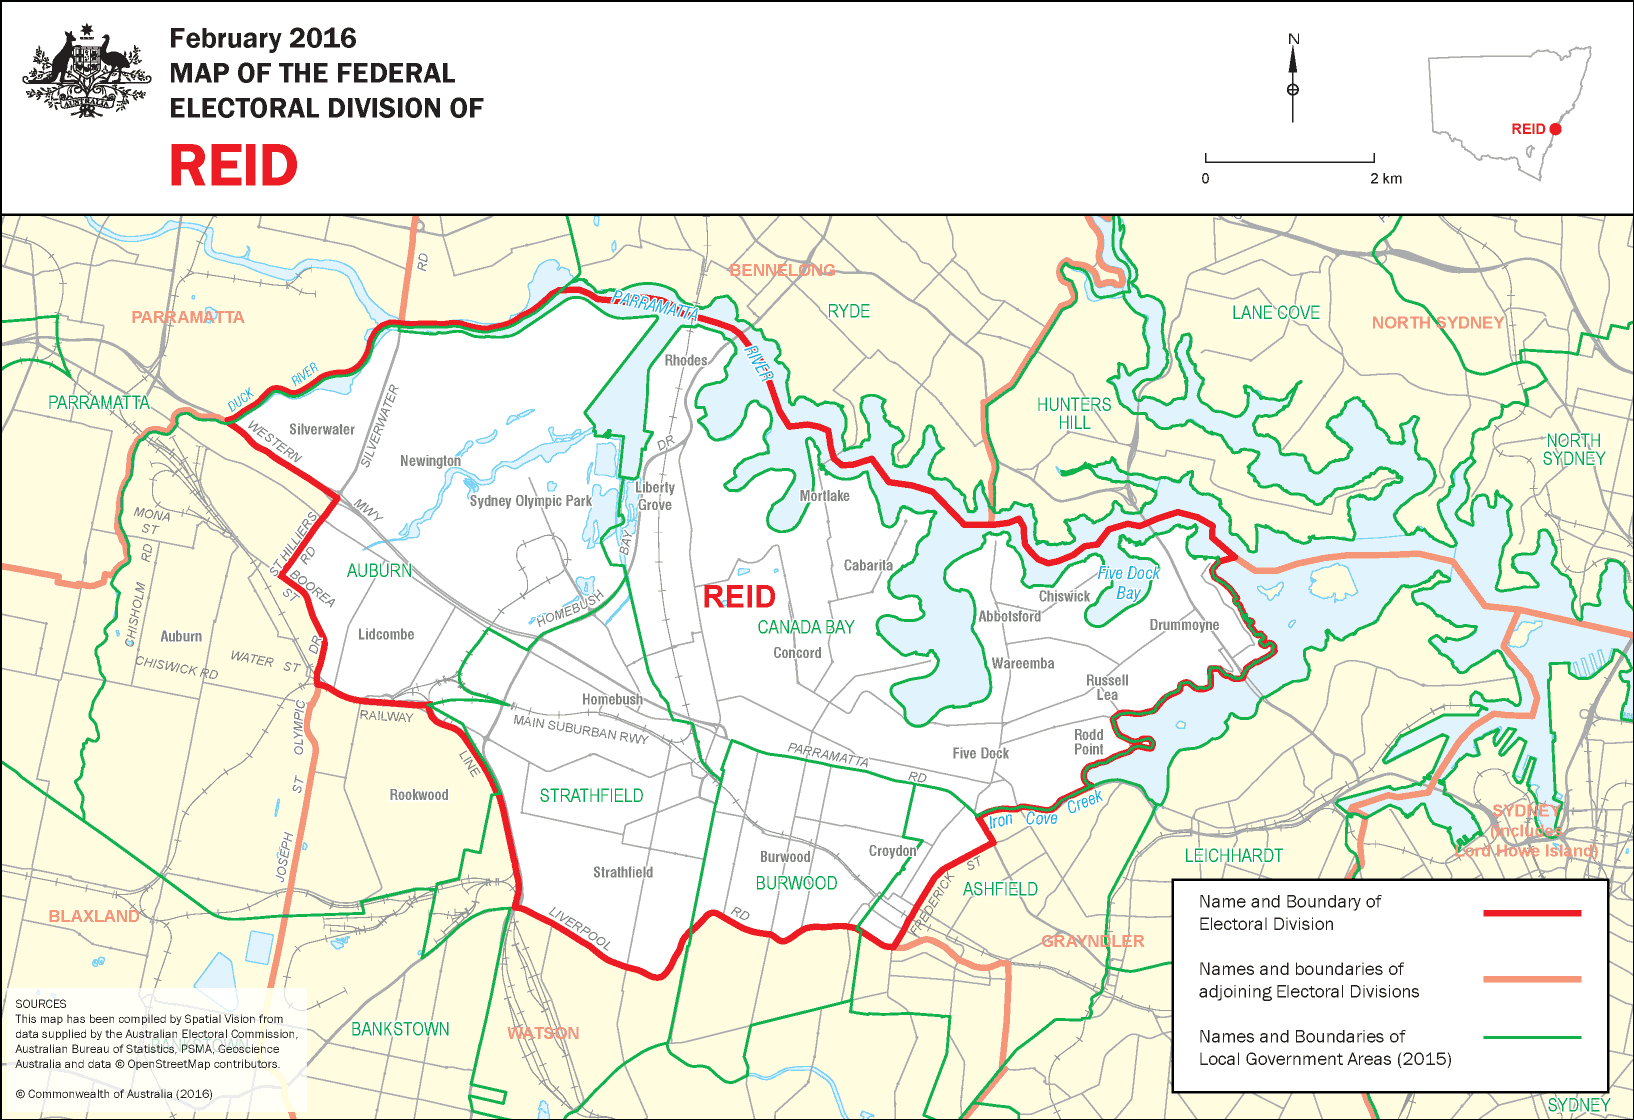 February 2016
MAP OF THE FEDERAL
ELECTORAL DIVISION OF
REID
AUSTRALIA
N
0
2 km
REID
RD
BENNELONG
PARRAMATTA
RYDE
LANE COVE
NORTH SYDNEY
PARRAMATTA
RIVER
DUCK
RIVER
Rhodes
PARRAMATTA
WESTERN
Silverwater
SILVERWATER
HUNTERS
HILL
NORTH
SYDNEY
Newington
DR
Sydney Olympic Park
Liberty
Grove
Mortlake
MONA
ST
MWY
ST HILLIERS
RD
BAY
CHISHOLM
RD
AUBURN
BOOREA
ST
Cabarita
Five Dock
Bay
REID
HOMEBUSH
Chiswick
Abbotsford
CANADA BAY
Drummoyne
Auburn
Lidcombe
DR
Concord
Wareemba
CHISWICK RD
WATER ST
Russell
Lea
Homebush
RAILWAY
MAIN SUBURBAN RWY
OLYMPIC
LINE
Rodd
Point
PARRAMATTA
RD
Five Dock
ST
Rookwood
STRATHFIELD
Iron Cove Creek
SYDNEY
(includes
Lord Howe Island)
JOSEPH
Burwood
Croydon
LEICHHARDT
Strathfield
BURWOOD
FREDERICK
ST
ASHFIELD
BLAXLAND
LIVERPOOL
RD
GRAYNDLER
BANKSTOWN
WATSON
Name and Boundary of
Electoral Division
Names and boundaries of
adjoining Electoral Divisions
Names and Boundaries of
Local Government Areas (2015)
SYDNEY
SOURCES
This map has been compiled by Spatial Vision from
data supplied by the Australian Electoral Commission,
Australian Bureau of Statistics, PSMA, Geoscience
Australia and data © OpenStreetMap contributors.
© Commonwealth of Australia (2016)